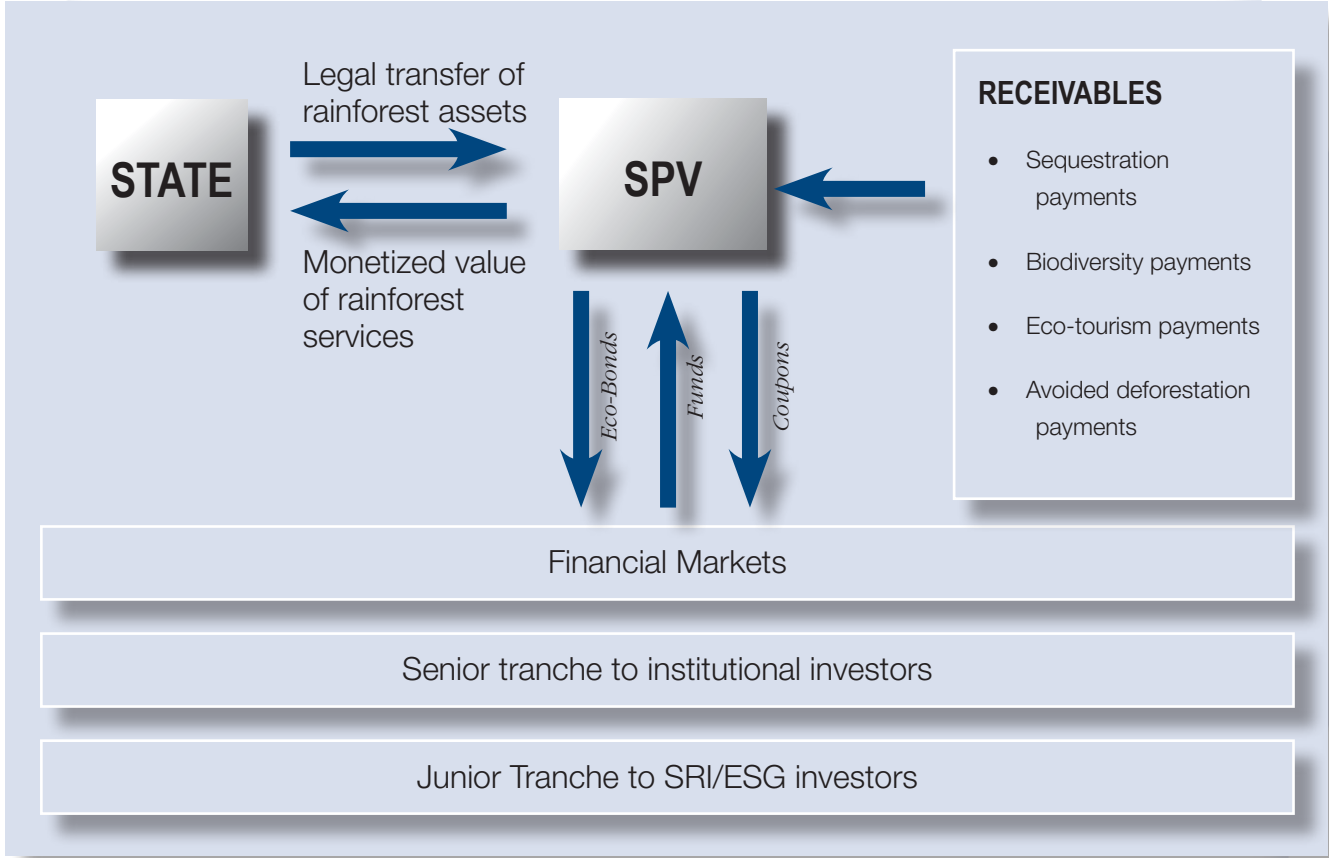 Legal transfer of
rainforest assets
STATE
SPV
Monetized value
of rainforest
services
RECEIVABLES
• Sequestration
payments
• Biodiversity payments
• Eco-tourism payments
• Avoided deforestation
payments
Eco-Bonds
Funds
Coupons
Financial Markets
Senior tranche to institutional investors
Junior Tranche to SRI/ESG investors